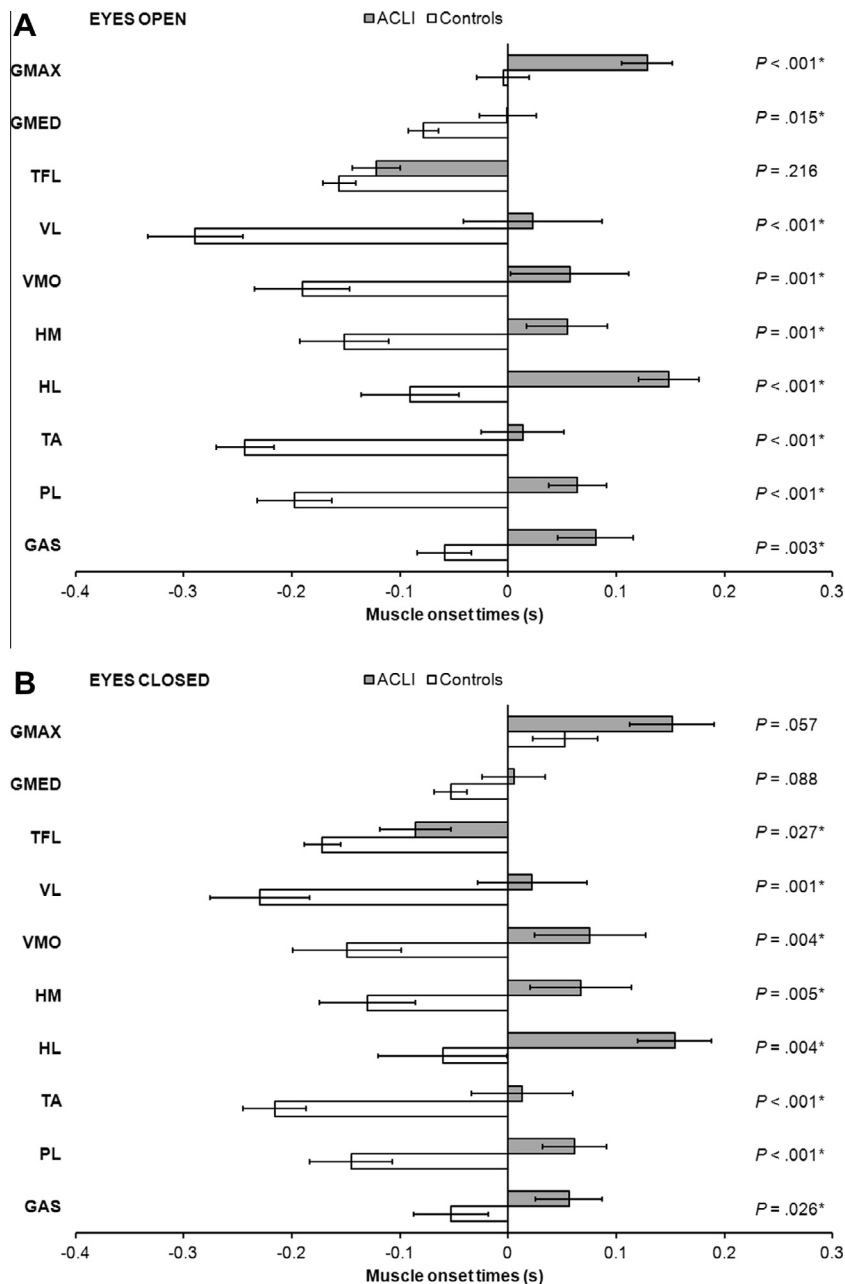 A EYES OPEN ACLI Controls
GMAX P < .001*
GMED P = .015*
TFL P = .216
VL P < .001*
VMO P = .001*
HM P = .001*
HL P < .001*
TA P < .001*
PL P < .001*
GAS P = .003*
-0.4 -0.3 -0.2 -0.1 0 0.1 0.2 0.3
Muscle onset times (s)
B EYES CLOSED ACLI Controls
GMAX P = .057
GMED P = .088
TFL P = .027*
VL P = .001*
VMO P = .004*
HM P = .005*
HL P = .004*
TA P < .001*
PL P < .001*
GAS P = .026*
-0.4 -0.3 -0.2 -0.1 0 0.1 0.2 0.3
Muscle onset times (s)